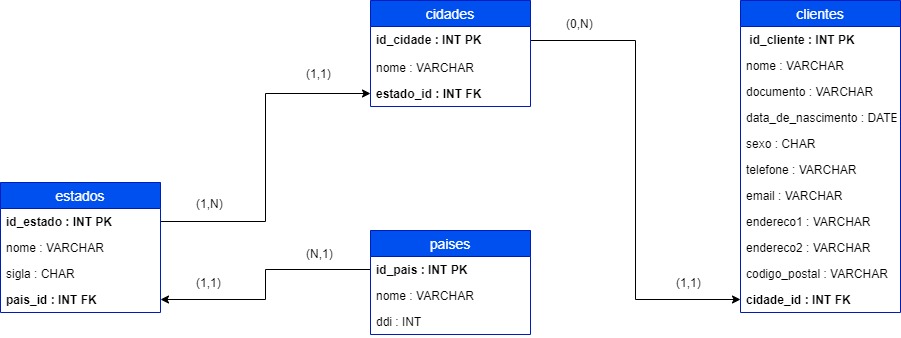 cidades
id_cidade : INT PK
nome : VARCHAR
estado_id : INT FK
(0,N)
(1,1)
clientes
id_cliente : INT PK
nome : VARCHAR
documento : VARCHAR
data_de_nascimento : DATE
sexo : CHAR
telefone : VARCHAR
email : VARCHAR
endereco1 : VARCHAR
endereco2 : VARCHAR
codigo_postal : VARCHAR
cidade_id : INT FK
(1,1)
estados
id_estado : INT PK
nome : VARCHAR
sigla : CHAR
pais_id : INT FK
(1,N)
(1,1)
(N,1)
paises
id_pais : INT PK
nome : VARCHAR
ddi : INT